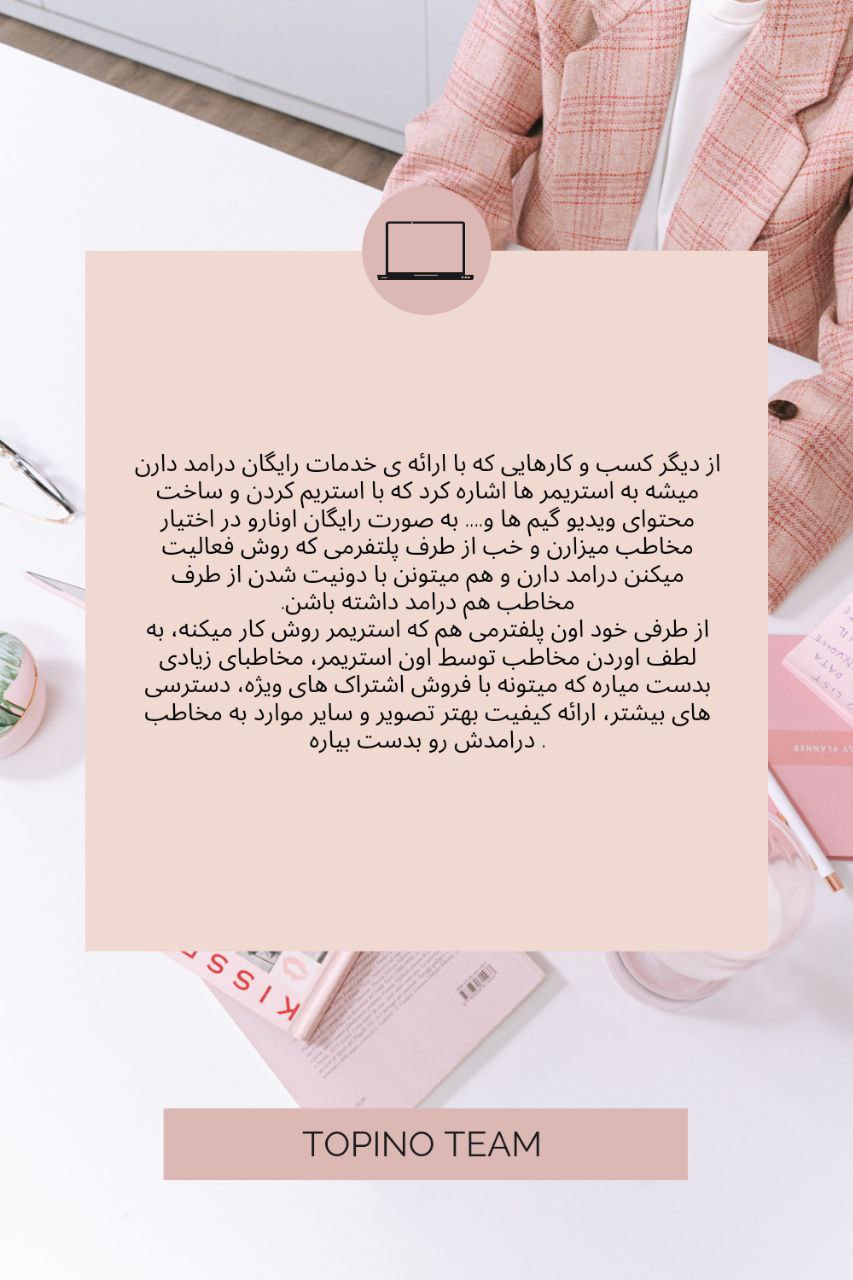 از دیگر کسب و کارهایی که با ارائه ی خدمات رایگان درامد دارن
میشه به استریمر ها اشاره کرد که با استریم کردن و ساخت
محتوای ویدیو گیم ها و.... به صورت رایگان اونارو در اختیار
مخاطب میزارن و خب از طرف پلتفرمی که روش فعالیت
میکنن درامد دارن و هم میتونن با دونیت شدن از طرف
مخاطب هم درامد داشته باشن.
از طرفی خود اون پلفترمی هم که استریمر روش کار میکنه، به
لطف اوردن مخاطب توسط اون استریمر، مخاطبای زیادی
بدست میاره که میتونه با فروش اشتراک های ویژه، دسترسی
های بیشتر، ارائه کیفیت بهتر تصویر و سایر موارد به مخاطب
درامدش رو بدست بیاره .
KISSE
TOPINO TEAM